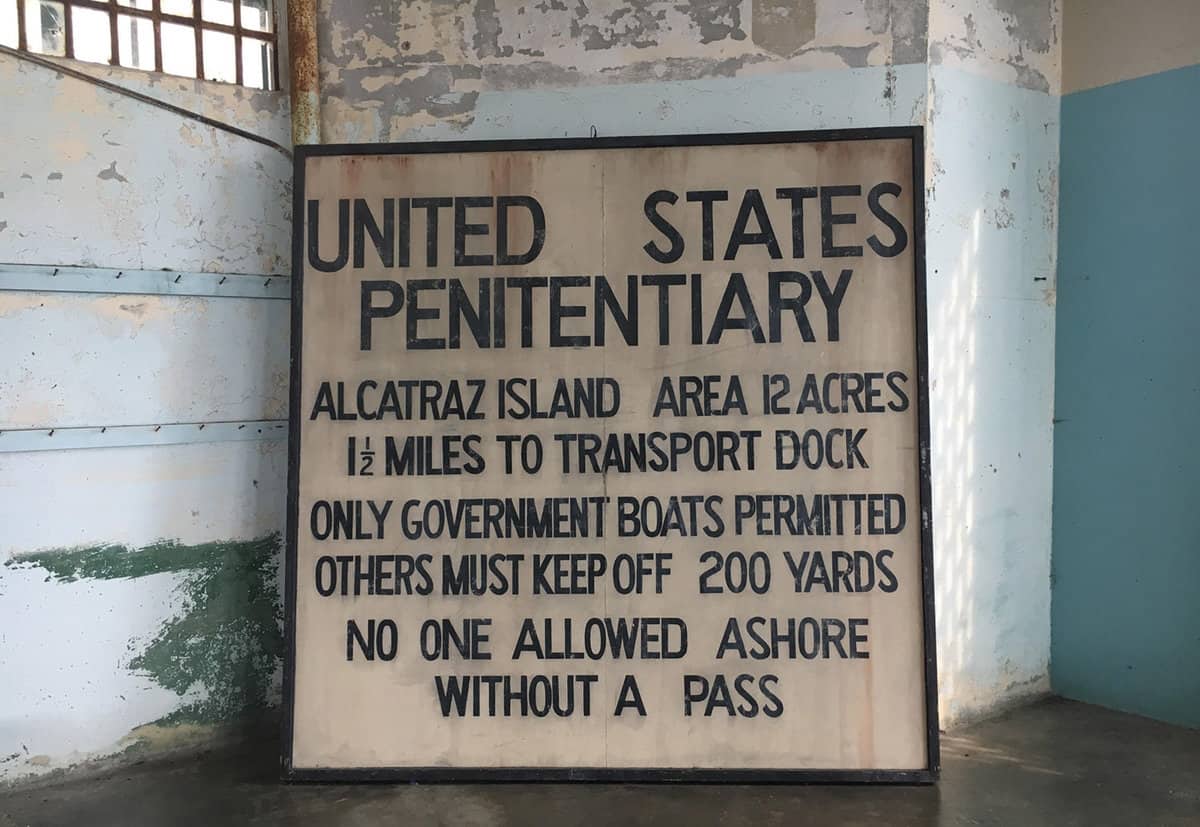 UNITED STATES
PENITENTIARY
ALCATRAZ ISLAND AREA 12 ACRES
1½ MILES TO TRANSPORT DOCK
ONLY GOVERNMENT BOATS PERMITTED
OTHERS MUST KEEP OFF 200 YARDS
NO ONE ALLOWED ASHORE
WITHOUT A PASS